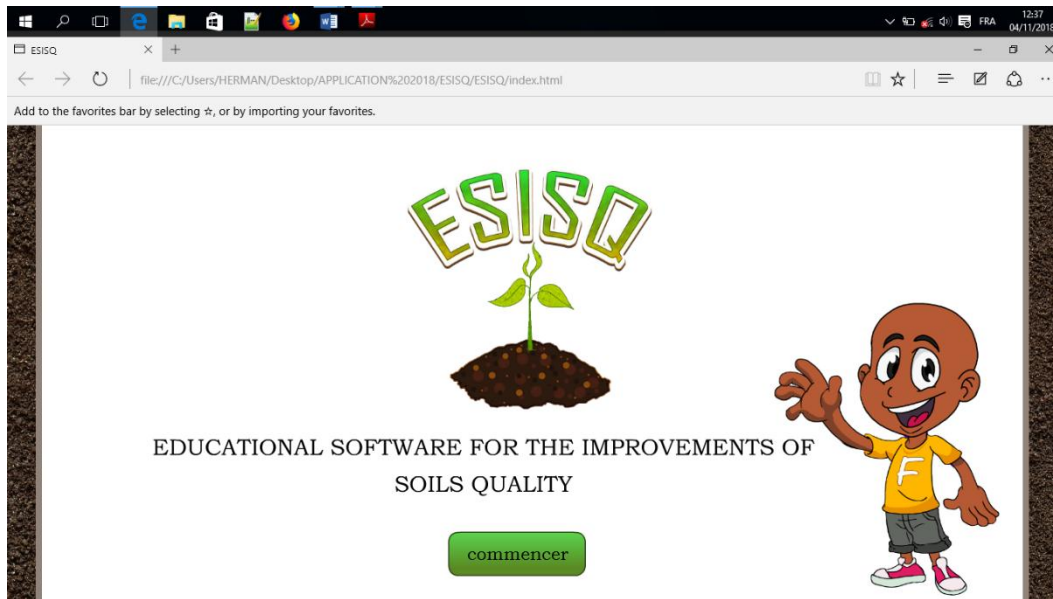 FRA
12:37
04/11/2018
ESISQ
file:///C:/Users/HERMAN/Desktop/APPLICATION%202018/ESISQ/ESISQ/index.html
Add to the favorites bar by selecting ☆, or by importing your favorites.
ESISQ
EDUCATIONAL SOFTWARE FOR THE IMPROVEMENTS OF
SOILS QUALITY
F
commencer